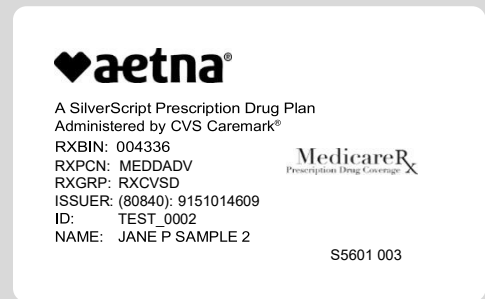 aetna®
A SilverScript Prescription Drug Plan
Administered by CVS Caremark®
RXBIN: 004336
RXPCN: MEDDADV
RXGRP: RXCVSD
ISSUER: (80840): 9151014609
ID: TEST_0002
NAME: JANE P SAMPLE 2
MedicareRx
Prescription Drug Coverage
S5601 003